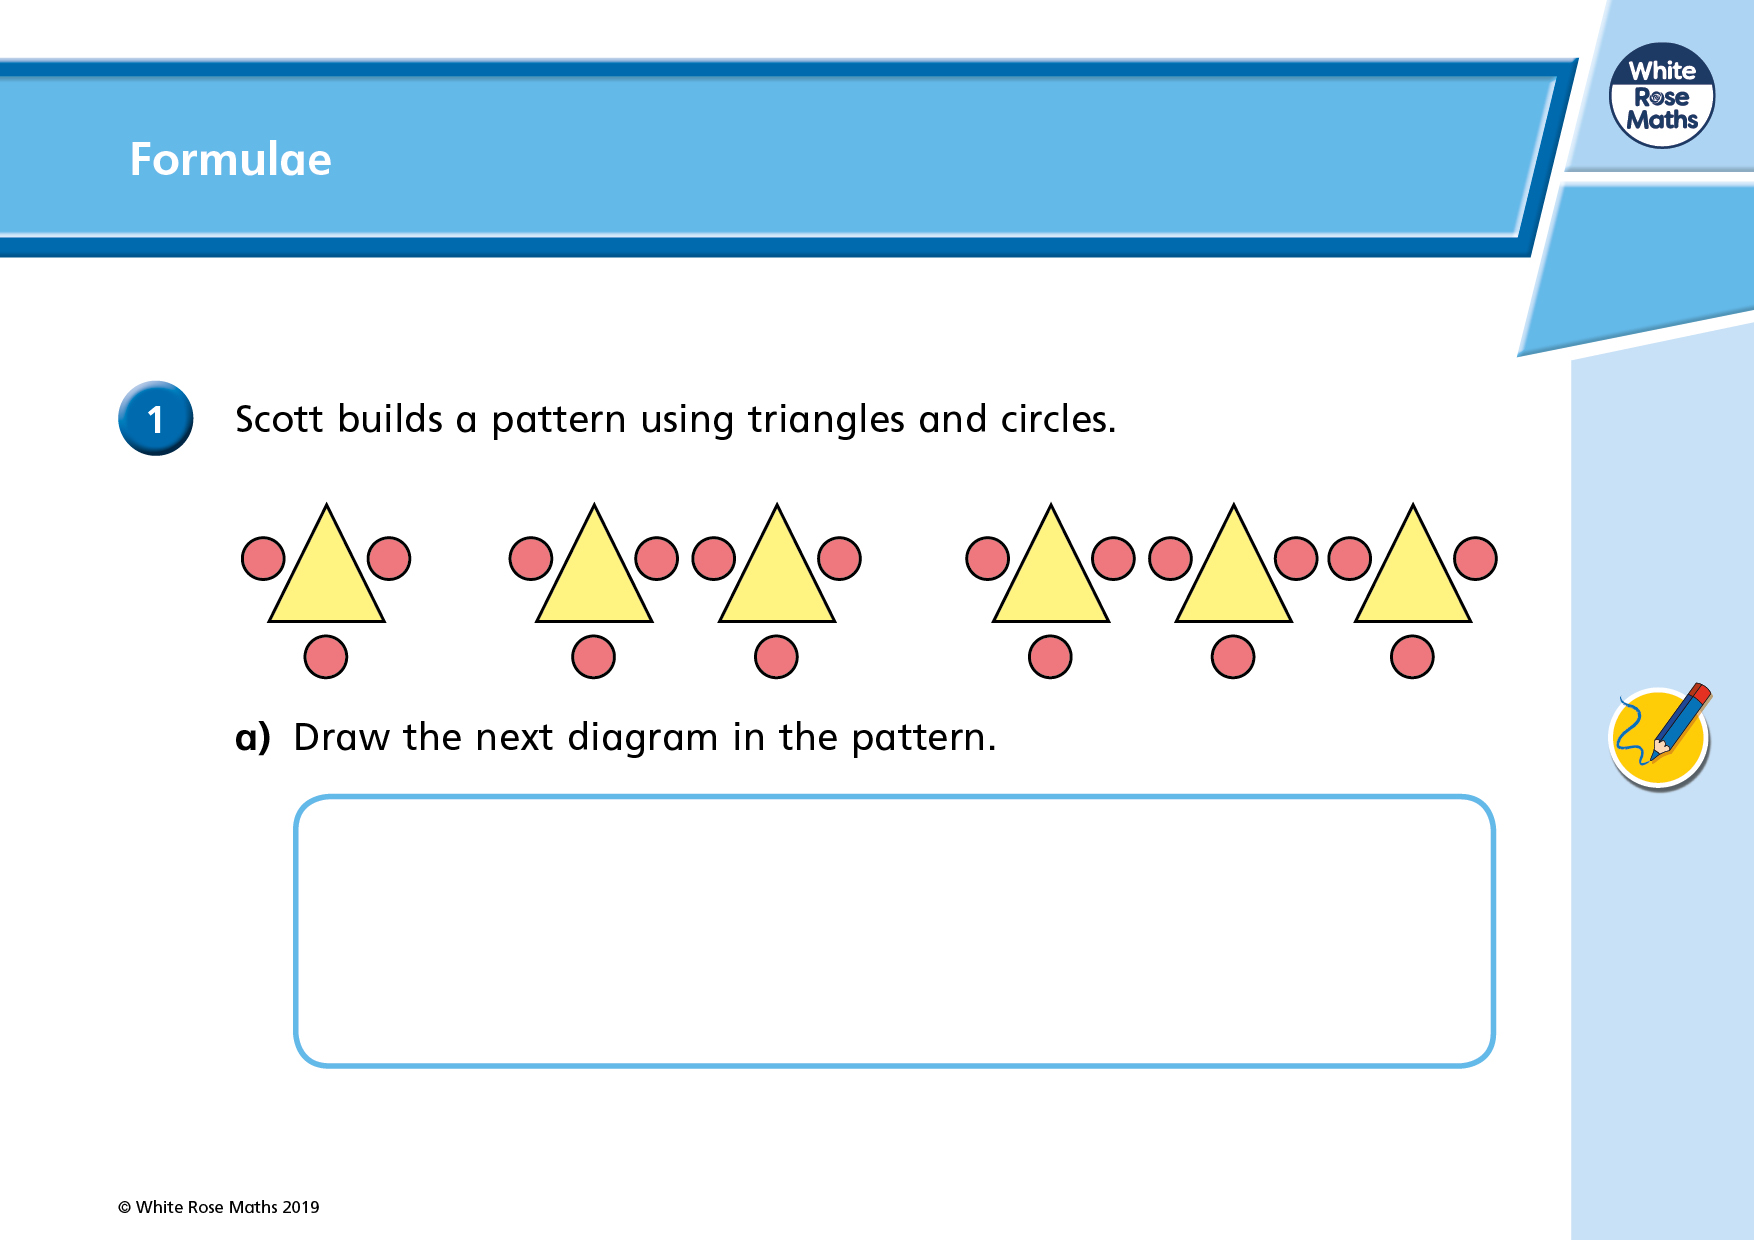 White
Rose
Maths
Formulae
1 Scott builds a pattern using triangles and circles.
a) Draw the next diagram in the pattern.
© White Rose Maths 2019